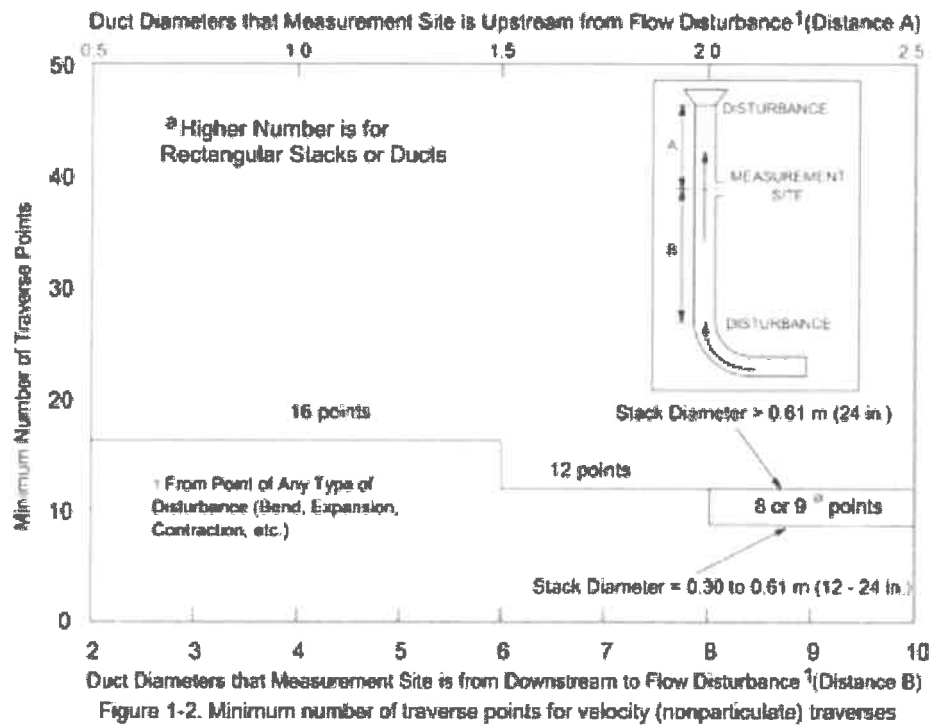 Duct Diameters that Measurement Site is Upstream from Flow Disturbance 1 (Distance A)
0.5 1.0 1.5 2.0 2.5
50
40
30
20
10
0
Minimum Number of Traverse Points
a Higher Number is for
Rectangular Stacks or Ducts
DISTURBANCE
A
MEASUREMENT
SITE
B
DISTURBANCE
16 points
Stack Diameter > 0.61 m (24 in.)
12 points
1 From Point of Any Type of
Disturbance (Bend, Expansion,
Contraction, etc.)
8 or 9 a points
Stack Diameter = 0.30 to 0.61 m (12 - 24 in.)
2 3 4 5 6 7 8 9 10
Duct Diameters that Measurement Site is from Downstream to Flow Disturbance 1 (Distance B)
Figure 1-2. Minimum number of traverse points for velocity (nonparticulate) traverses